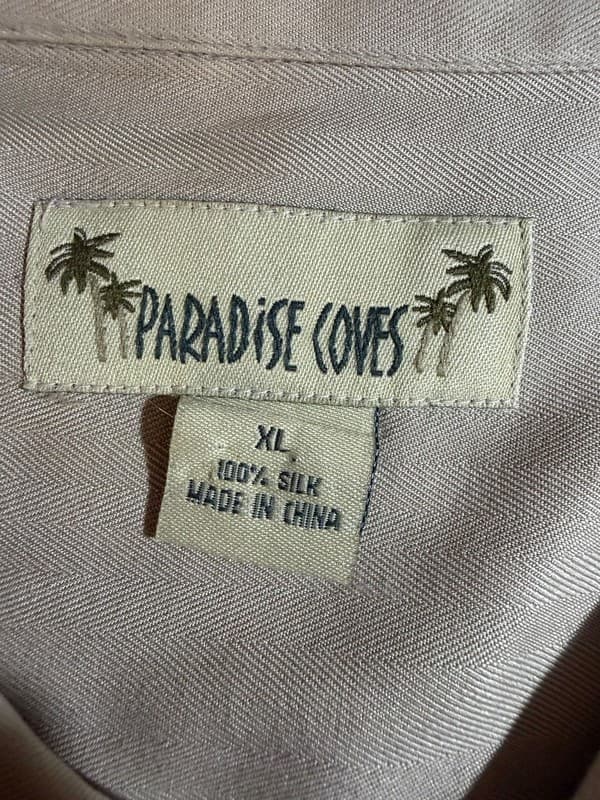 PARADiSE COVES
XL
100% SILK
MADE IN CHINA